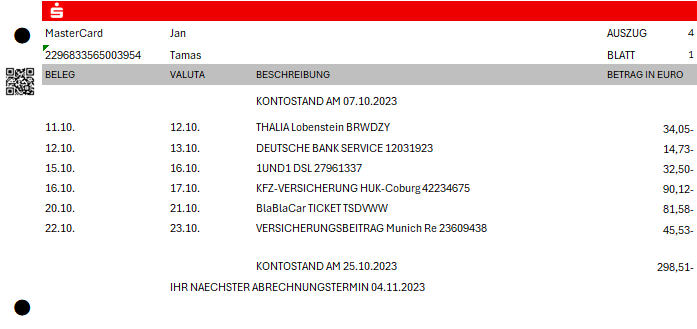 MasterCard Jan AUSZUG 4
2296833565003954 Tamas BLATT 1
BELEG VALUTA BESCHREIBUNG BETRAG IN EURO
KONTOSTAND AM 07.10.2023
11.10. 12.10. THALIA Lobenstein BRWDZY 34,05-
12.10. 13.10. DEUTSCHE BANK SERVICE 12031923 14,73-
15.10. 16.10. 1UND1 DSL 27961337 32,50-
16.10. 17.10. KFZ-VERSICHERUNG HUK-Coburg 42234675 90,12-
20.10. 21.10. BlaBlaCar TICKET TSDVWW 81,58-
22.10. 23.10. VERSICHERUNGSBEITRAG Munich Re 23609438 45,53-
KONTOSTAND AM 25.10.2023 298,51-
IHR NAECHSTER ABRECHNUNGSTERMIN 04.11.2023